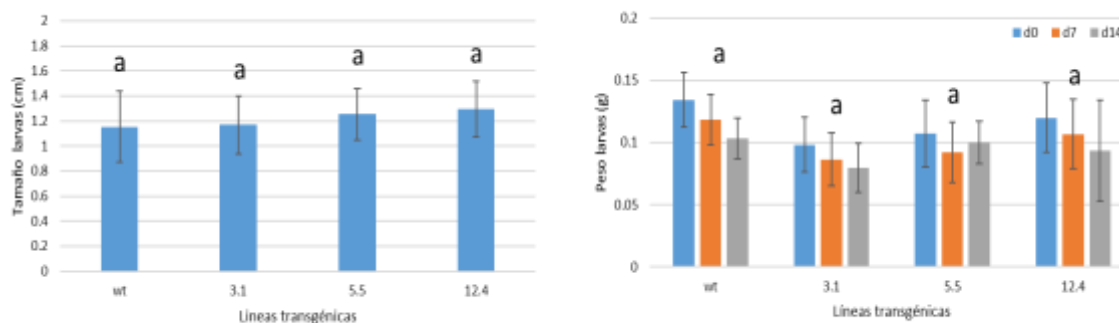 2
1.8
1.6
1.4
1.2
1
0.8
0.6
0.4
0.2
0
Tamaño larvas (cm)
a a a a
wt 3.1 5.5 12.4
Líneas transgénicas
0.2
0.15
0.1
0.05
0
Peso larvas (g)
d0 d7 d14
a a a a
wt 3.1 5.5 12.4
Líneas transgénicas